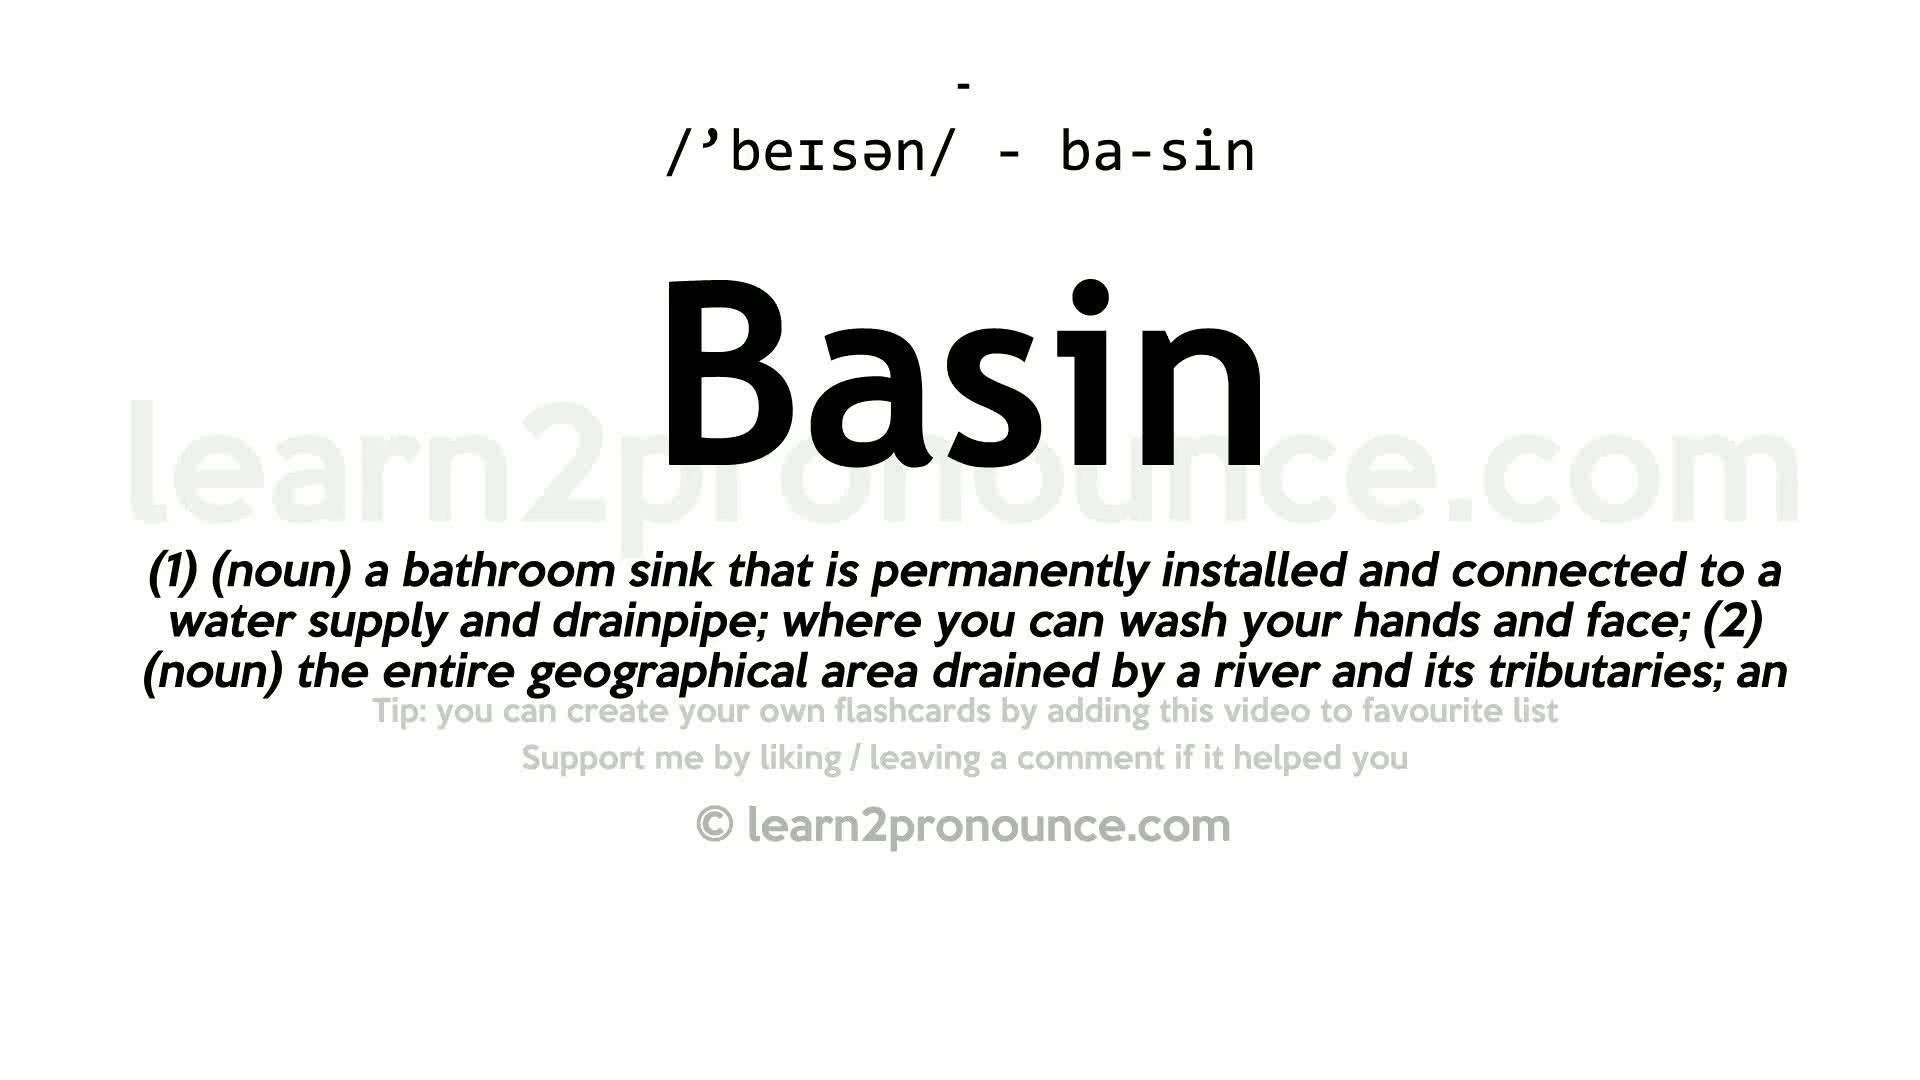 -
/’beɪsən/ - ba-sin
Basin
learn2pronounce.com
(1) (noun) a bathroom sink that is permanently installed and connected to a
water supply and drainpipe; where you can wash your hands and face; (2)
(noun) the entire geographical area drained by a river and its tributaries; an
Tip: you can create your own flashcards by adding this video to favourite list
Support me by liking / leaving a comment if it helped you
© learn2pronounce.com